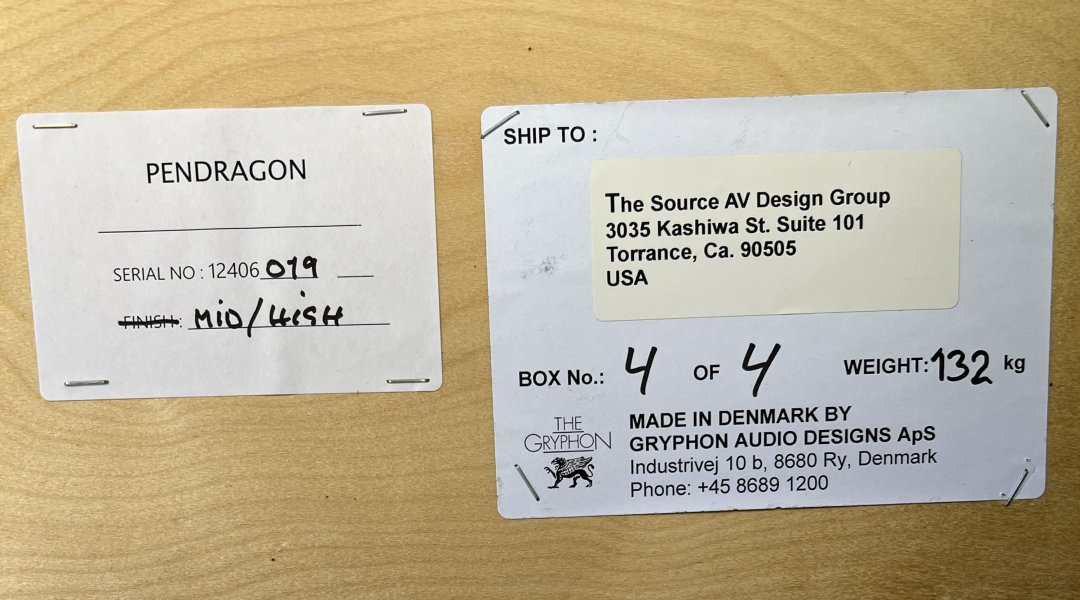 PENDRAGON
SERIAL NO : 12406 019
FINISH: MID/HIGH
SHIP TO :
The Source AV Design Group
3035 Kashiwa St. Suite 101
Torrance, Ca. 90505
USA
BOX No.: 4 OF 4 WEIGHT: 132 kg
THE
GRYPHON
MADE IN DENMARK BY
GRYPHON AUDIO DESIGNS ApS
Industrivej 10 b, 8680 Ry, Denmark
Phone: +45 8689 1200